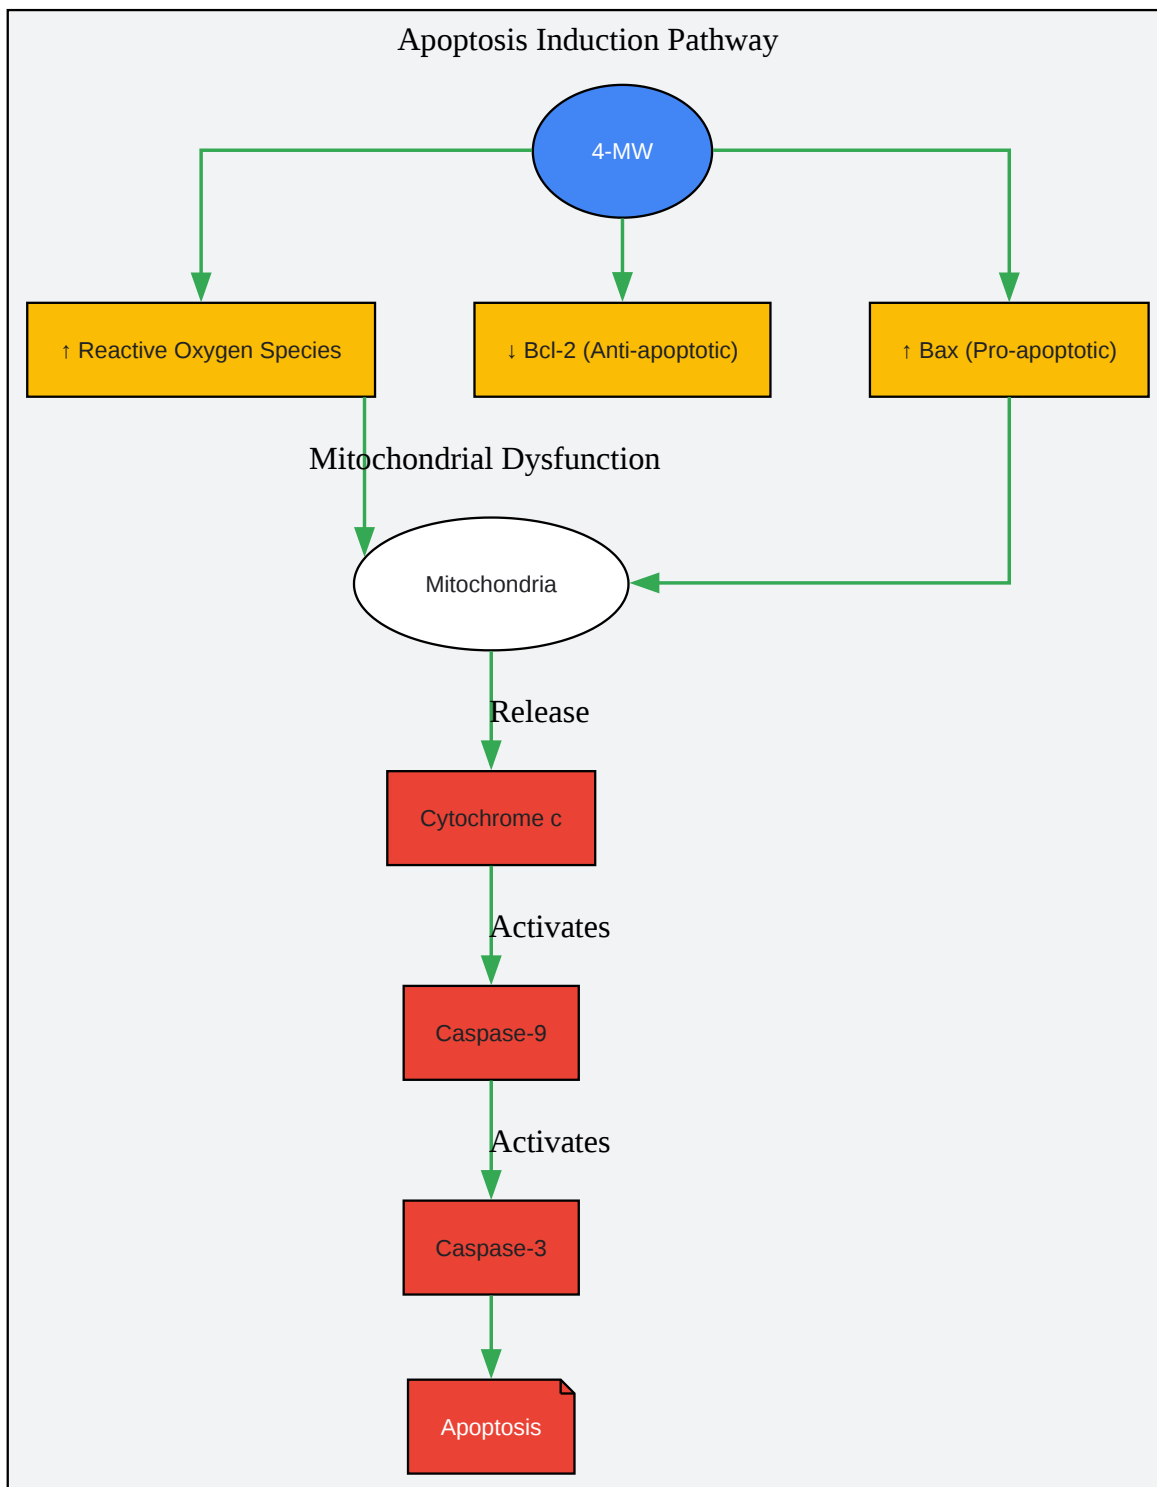 Apoptosis Induction Pathway
4-MW
↑ Reactive Oxygen Species
↓ Bcl-2 (Anti-apoptotic)
↑ Bax (Pro-apoptotic)
Mitochondrial Dysfunction
Mitochondria
Release
Cytochrome c
Activates
Caspase-9
Activates
Caspase-3
Apoptosis